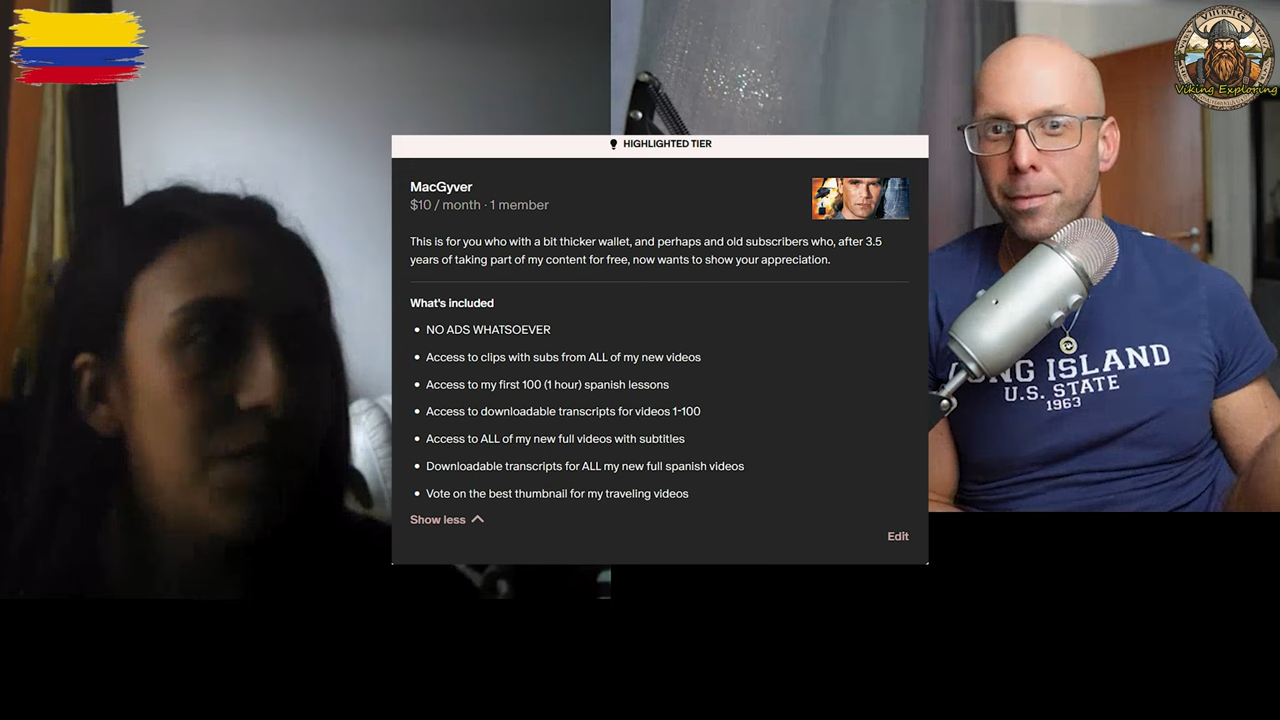 Viking Exploring
HIGHLIGHTED TIER
MacGyver
$10 / month · 1 member
This is for you who with a bit thicker wallet, and perhaps and old subscribers who, after 3.5
years of taking part of my content for free, now wants to show your appreciation.
What's included
NO ADS WHATSOEVER
Access to clips with subs from ALL of my new videos
Access to my first 100 (1 hour) spanish lessons
Access to downloadable transcripts for videos 1-100
Access to ALL of my new full videos with subtitles
Downloadable transcripts for ALL my new full spanish videos
Vote on the best thumbnail for my traveling videos
Show less
Edit
ONG ISLAND
U.S. STATE
1963